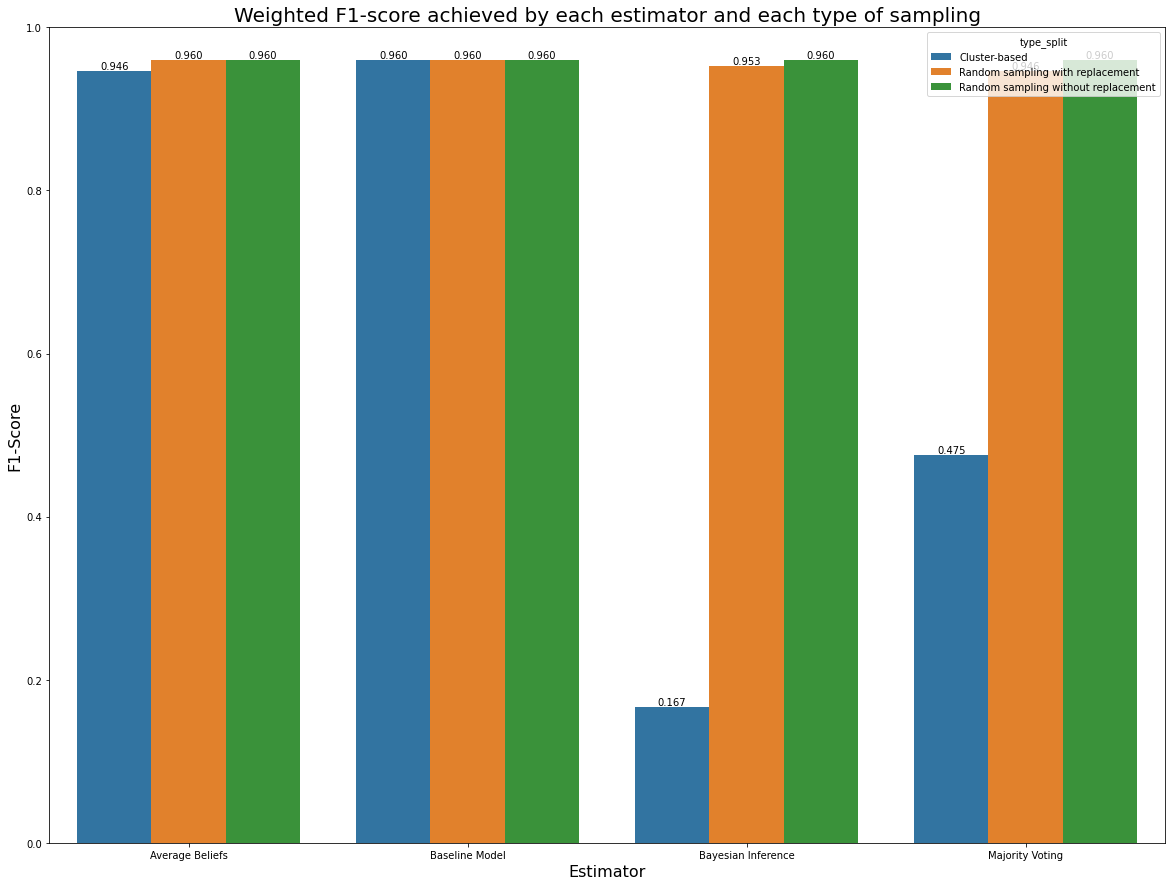 Weighted F1-score achieved by each estimator and each type of sampling
1.0
0.8
0.6
0.4
0.2
0.0
F1-Score
0.946
0.960
0.960
0.960
0.960
0.960
0.167
0.953
0.960
0.475
0.946
0.960
type_split
Cluster-based
Random sampling with replacement
Random sampling without replacement
Average Beliefs
Baseline Model
Bayesian Inference
Majority Voting
Estimator